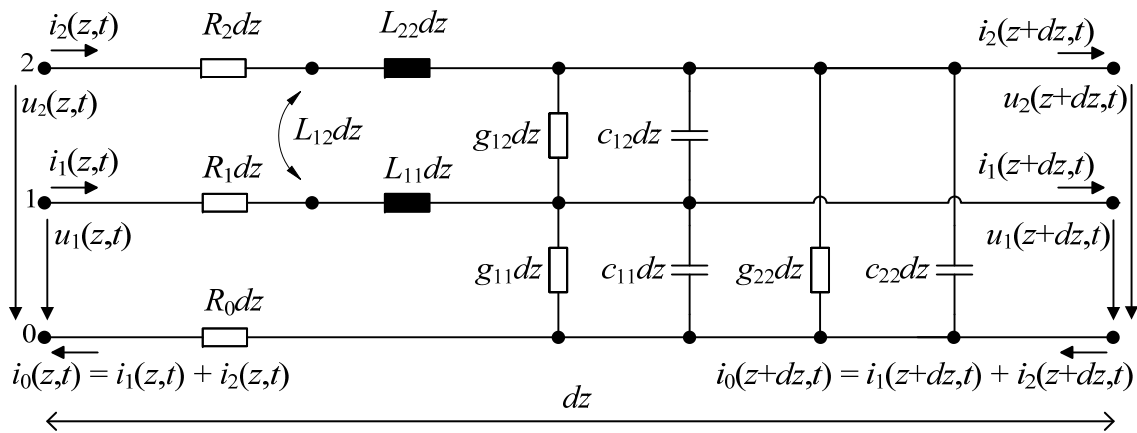 i₂(z,t) R₂dz L₂₂dz i₂(z+dz,t)
2
u₂(z,t) u₂(z+dz,t)
L₁₂dz g₁₂dz c₁₂dz
i₁(z,t) R₁dz L₁₁dz i₁(z+dz,t)
1
u₁(z,t) u₁(z+dz,t)
g₁₁dz c₁₁dz g₂₂dz c₂₂dz
R₀dz
0
i₀(z,t) = i₁(z,t) + i₂(z,t) i₀(z+dz,t) = i₁(z+dz,t) + i₂(z+dz,t)
dz